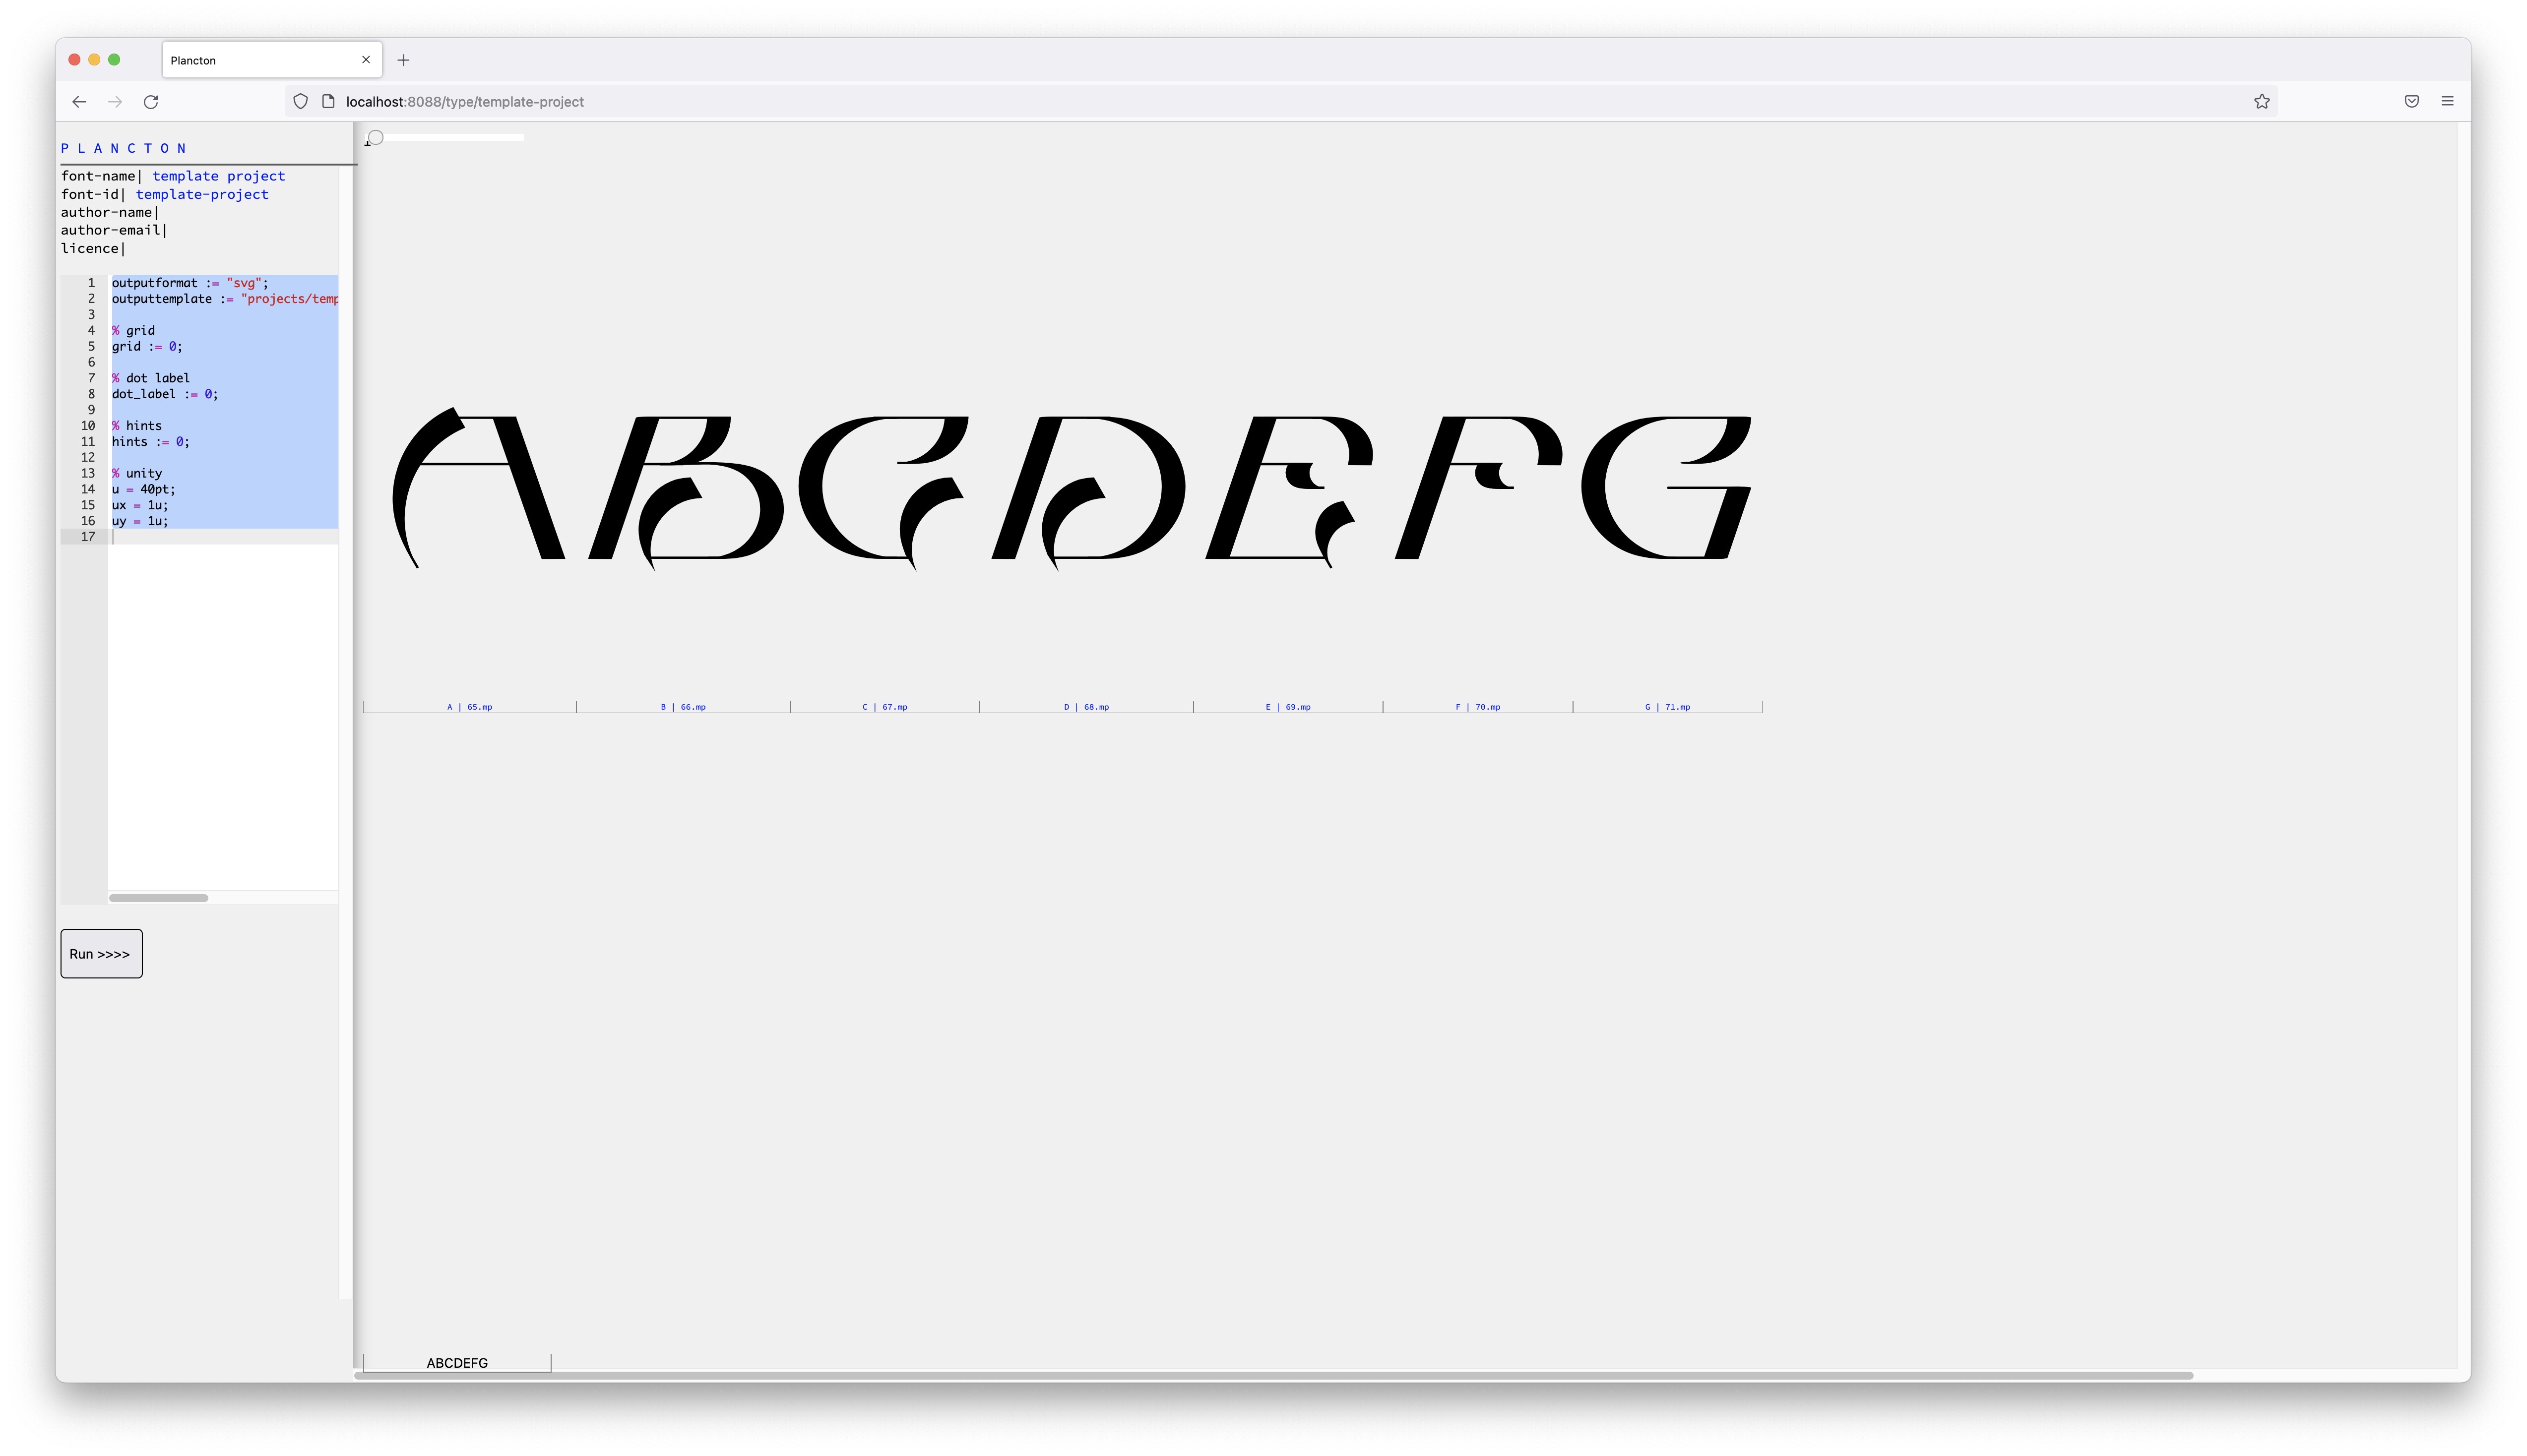 Plancton
localhost:8088/type/template-project
PLANCTON
font-name| template project
font-id| template-project
author-name|
author-email|
licence|
1 outputformat := "svg";
2 outputtemplate := "projects/temp
3
4 % grid
5 grid := 0;
6
7 % dot label
8 dot_label := 0;
9
10 % hints
11 hints := 0;
12
13 % unity
14 u = 40pt;
15 ux = 1u;
16 uy = 1u;
17
Run >>>>
1
ABCDEFG
A | 65.mp
B | 66.mp
C | 67.mp
D | 68.mp
E | 69.mp
F | 70.mp
G | 71.mp
ABCDEFG